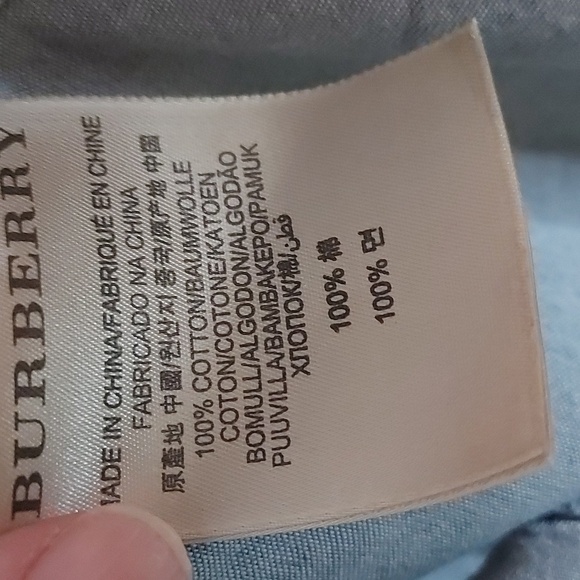 BURBERRY
MADE IN CHINA/FABRIQUÉ EN CHINE
FABRICADO NA CHINA
原產地 中國/원산지 중국/原产地 中國
100% COTTON/BAUMWOLLE
COTON/COTONE/KATOEN
BOMULL/ALGODON/ALGODÃO
PUUVILLA/BAMBAKEPO/PAMUK
ХЛОПОК/棉/قطن
100% 棉
100% 면